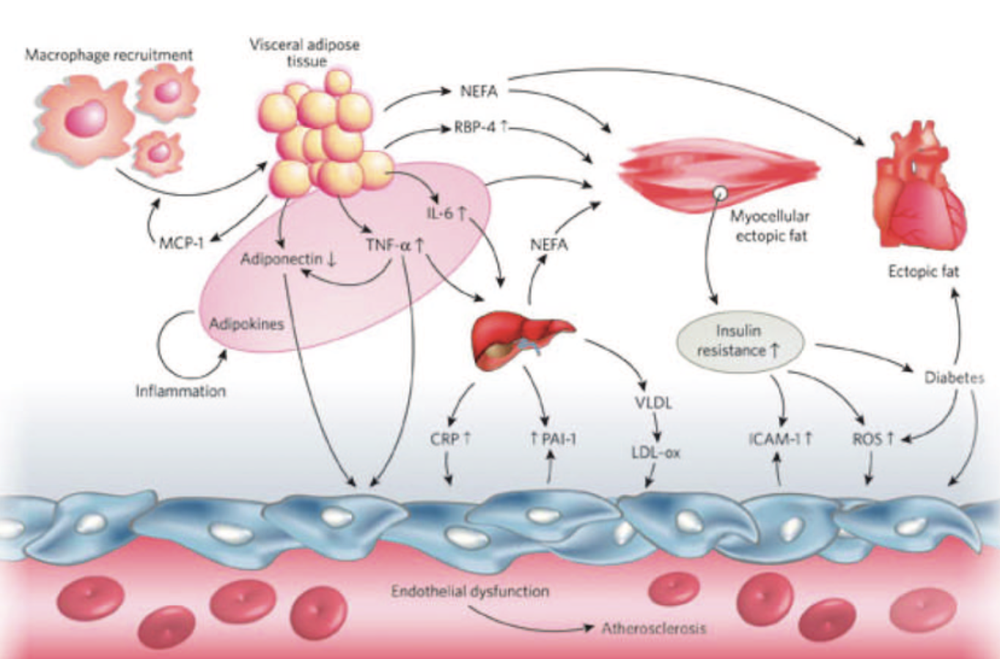 Macrophage recruitment
Visceral adipose
tissue
NEFA
RBP-4 ↑
IL-6 ↑
MCP-1
TNF-α ↑
Adiponectin ↓
NEFA
Myocellular
ectopic fat
Ectopic fat
Adipokines
Insulin
resistance ↑
Inflammation
Diabetes
VLDL
CRP ↑
↑ PAI-1
LDL-ox
ICAM-1 ↑
ROS ↑
Endothelial dysfunction
Atherosclerosis